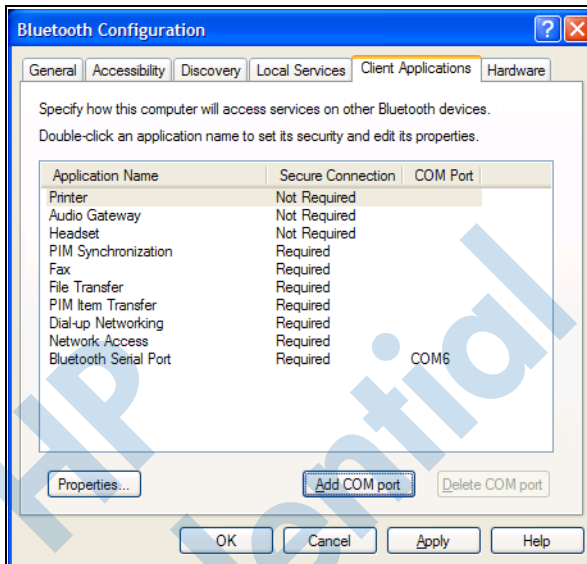 Bluetooth Configuration
General Accessibility Discovery Local Services Client Applications Hardware
Specify how this computer will access services on other Bluetooth devices.
Double-click an application name to set its security and edit its properties.
Application Name Secure Connection COM Port
Printer Not Required
Audio Gateway Not Required
Headset Not Required
PIM Synchronization Required
Fax Required
File Transfer Required
PIM Item Transfer Required
Dial-up Networking Required
Network Access Required
Bluetooth Serial Port Required COM6
Properties... Add COM port Delete COM port
OK Cancel Apply Help
HP
dential